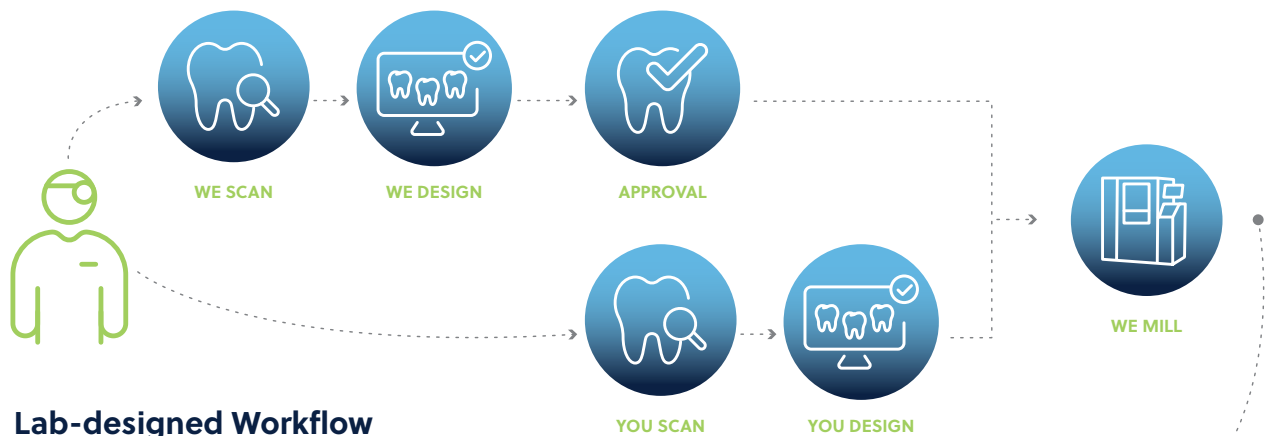 WE SCAN
WE DESIGN
APPROVAL
WE MILL
YOU SCAN
YOU DESIGN
Lab-designed Workflow